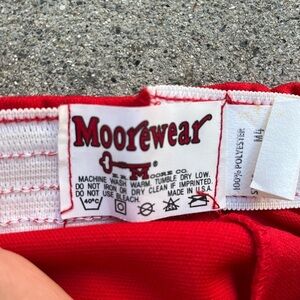 Moorewear
M
E.R. MOORE CO.
MACHINE WASH WARM. TUMBLE DRY LOW.
DO NOT IRON OR DRY CLEAN IF IMPRINTED.
DO NOT USE BLEACH. MADE IN U.S.A.
40°C
100% POLYESTER
M4